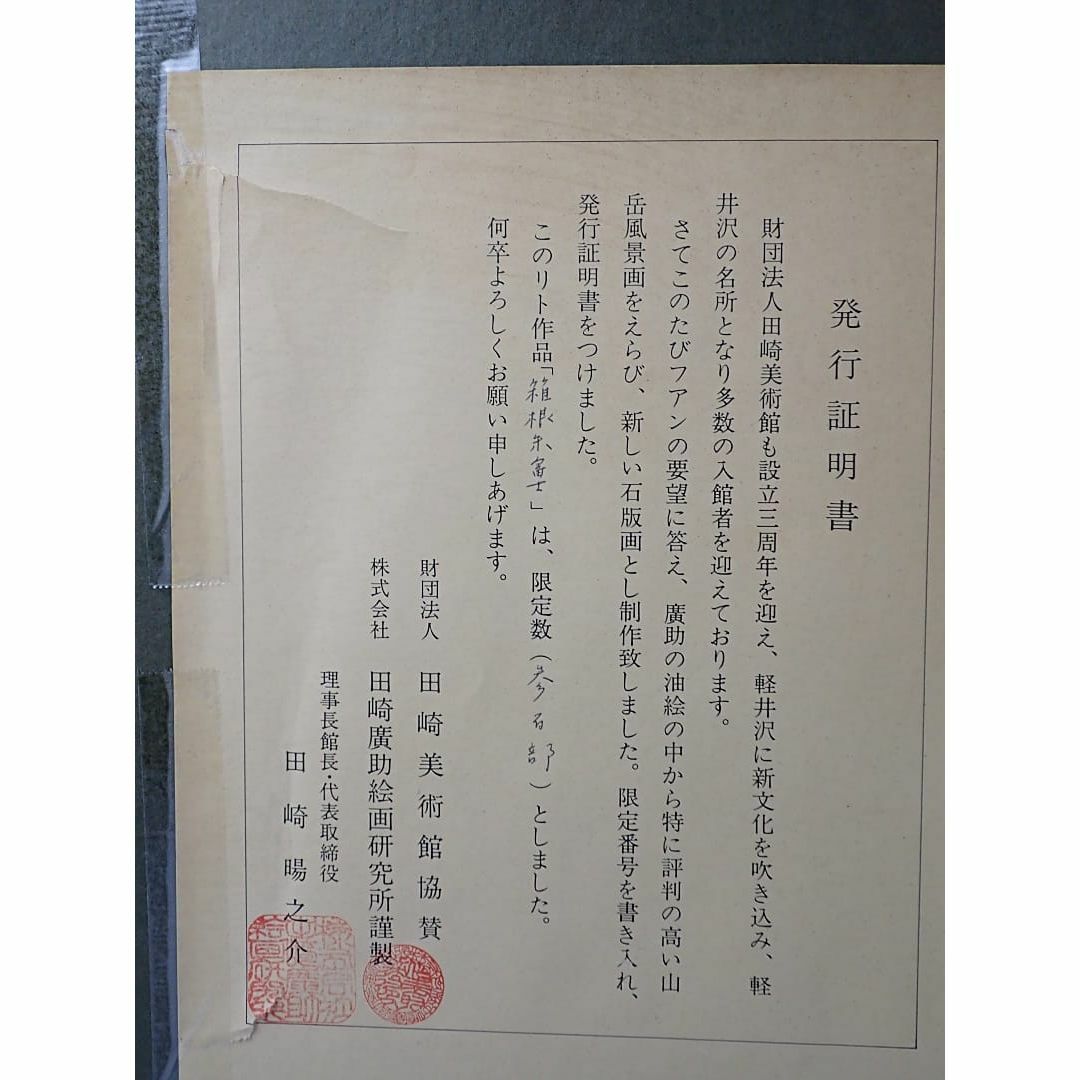 発行証明書
財団法人田崎美術館も設立三周年を迎え、軽井沢に新文化を吹き込み、軽
井沢の名所となり多数の入館者を迎えております。
さてこのたびフアンの要望に答え、廣助の油絵の中から特に評判の高い山
岳風景画をえらび、新しい石版画とし制作致しました。限定番号を書き入れ、
発行証明書をつけました。
このリト作品「箱根朱富士」は、限定数(参百部)としました。
何卒よろしくお願い申しあげます。
財団法人 田崎美術館協賛
株式会社 田崎廣助絵画研究所謹製
理事長館長・代表取締役
田崎暘之介